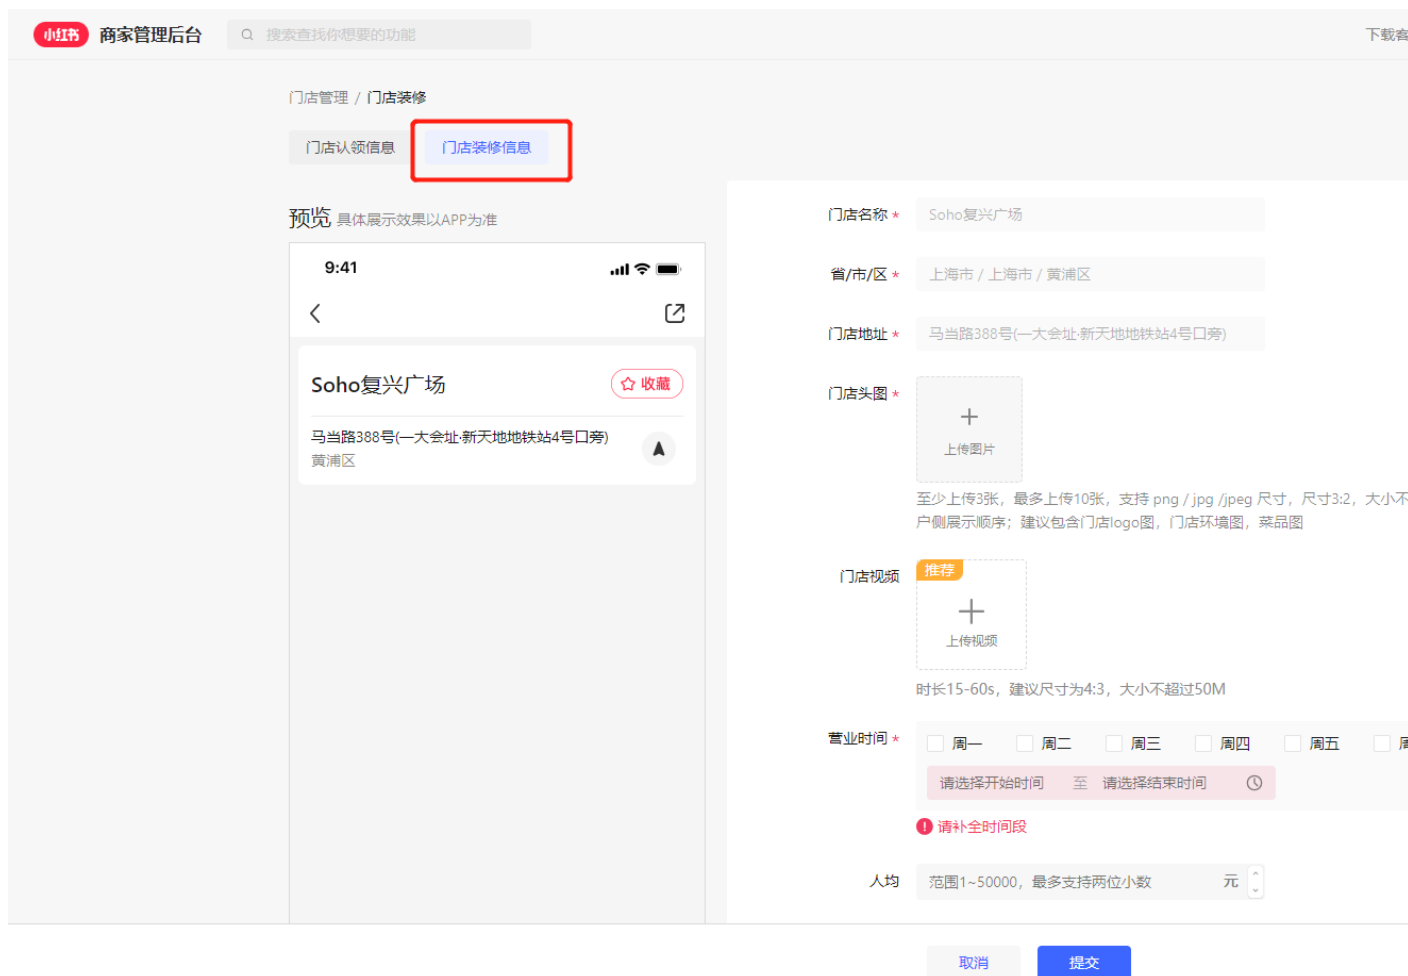 小红书 商家管理后台 搜索查找你想要的功能 下载客
门店管理 / 门店装修
门店认领信息 门店装修信息
预览 具体展示效果以APP为准
9:41
Soho复兴广场 收藏
马当路388号(一大会址·新天地地铁站4号口旁)
黄浦区
门店名称 * Soho复兴广场
省/市/区 * 上海市 / 上海市 / 黄浦区
门店地址 * 马当路388号(一大会址·新天地地铁站4号口旁)
门店头图 *
上传图片
至少上传3张，最多上传10张，支持 png / jpg /jpeg 尺寸，尺寸3:2，大小不
户侧展示顺序；建议包含门店logo图，门店环境图，菜品图
门店视频 推荐
上传视频
时长15-60s，建议尺寸为4:3，大小不超过50M
营业时间 * 周一 周二 周三 周四 周五
请选择开始时间 至 请选择结束时间
请补全时间段
人均 范围1~50000，最多支持两位小数 元
取消 提交